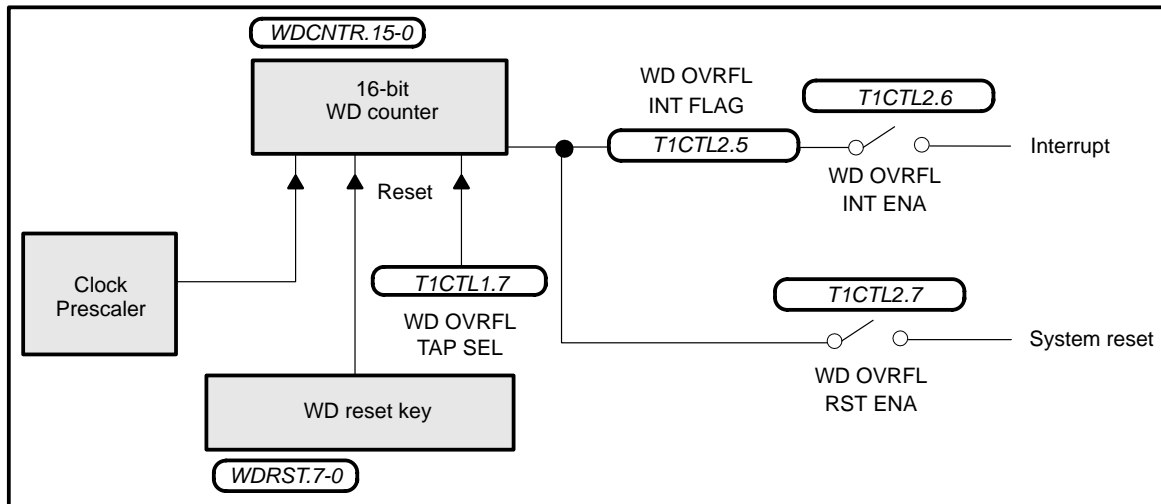 WDCNTR.15-0
16-bit
WD counter
WD OVRFL
INT FLAG
T1CTL2.5
T1CTL2.6
WD OVRFL
INT ENA
Interrupt
Reset
Clock
Prescaler
T1CTL1.7
WD OVRFL
TAP SEL
T1CTL2.7
WD OVRFL
RST ENA
System reset
WD reset key
WDRST.7-0